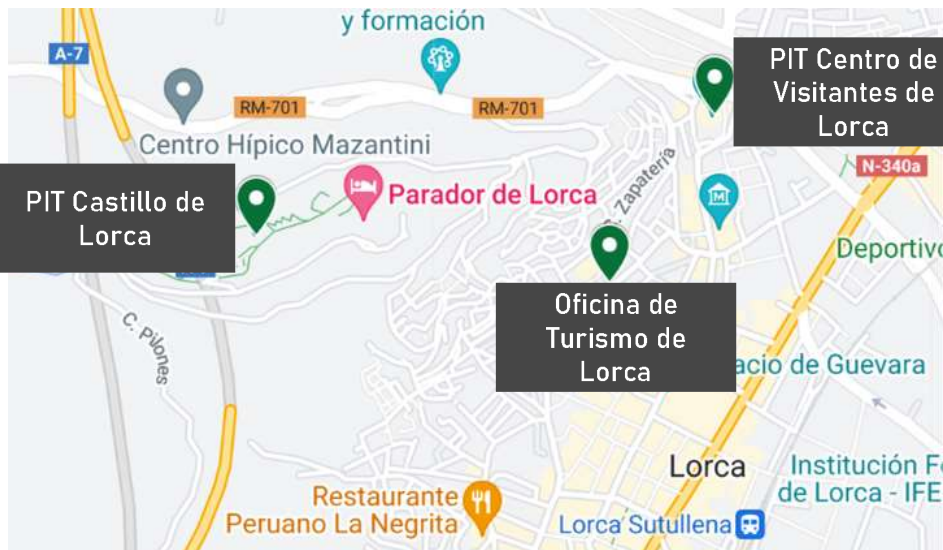 y formación
A-7
RM-701
RM-701
PIT Centro de
Visitantes de
Lorca
Centro Hípico Mazantini
N-340a
PIT Castillo de
Lorca
Parador de Lorca
Zapatería
Deportivo
Oficina de
Turismo de
Lorca
C. Pilones
acio de Guevara
Lorca
Institución F
de Lorca - IFE
Restaurante
Peruano La Negrita
Lorca Sutullena